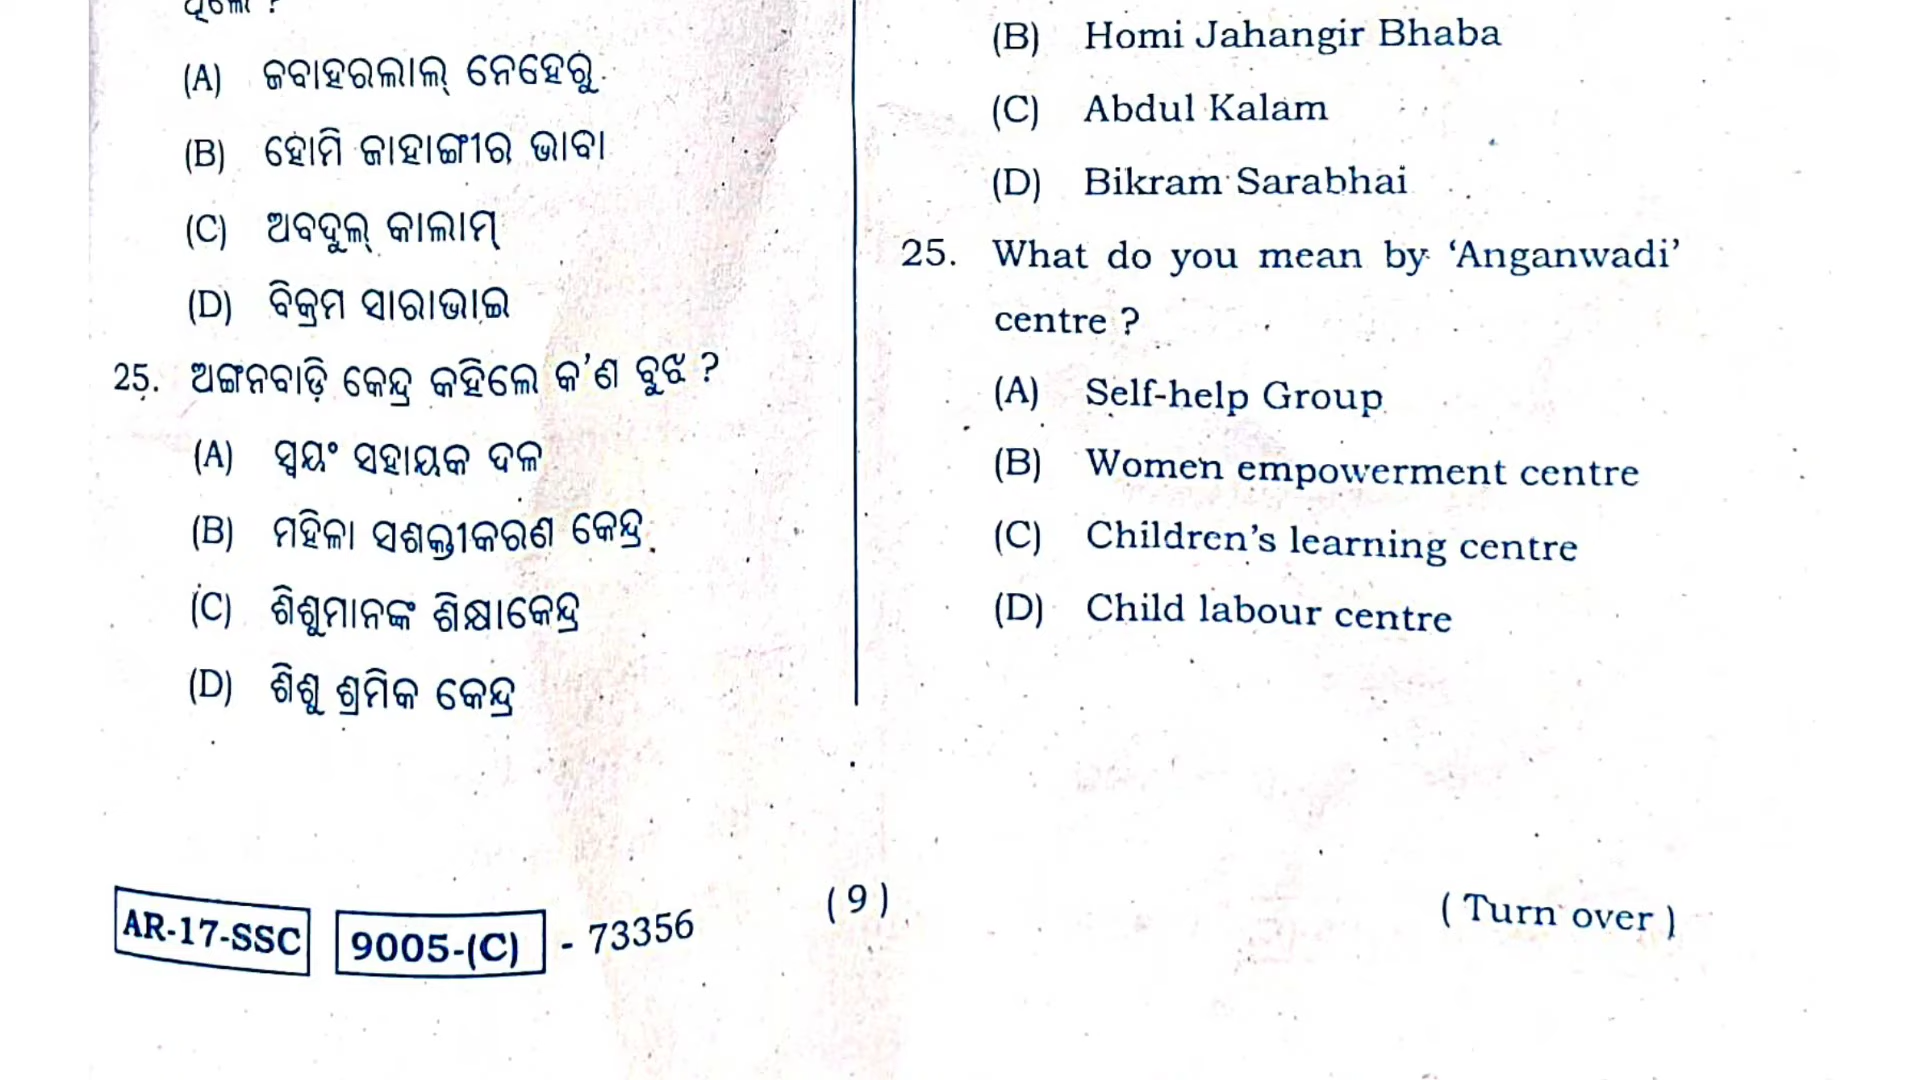 (A) ଜବାହରଲାଲ୍ ନେହେରୁ
(B) ହୋମି ଜାହାଙ୍ଗୀର ଭାବା
(C) ଅବଦୁଲ୍ କାଲାମ୍
(D) ବିକ୍ରମ ସାରାଭାଇ
25. ଅଙ୍ଗନବାଡ଼ି କେନ୍ଦ୍ର କହିଲେ କ'ଣ ବୁଝ ?
(A) ସ୍ଵୟଂ ସହାୟକ ଦଳ
(B) ମହିଳା ସଶକ୍ତୀକରଣ କେନ୍ଦ୍ର
(C) ଶିଶୁମାନଙ୍କ ଶିକ୍ଷାକେନ୍ଦ୍ର
(D) ଶିଶୁ ଶ୍ରମିକ କେନ୍ଦ୍ର
(B) Homi Jahangir Bhaba
(C) Abdul Kalam
(D) Bikram Sarabhai
25. What do you mean by ‘Anganwadi’
centre ?
(A) Self-help Group
(B) Women empowerment centre
(C) Children’s learning centre
(D) Child labour centre
AR-17-SSC 9005-(C) - 73356 ( 9 ) ( Turn over )